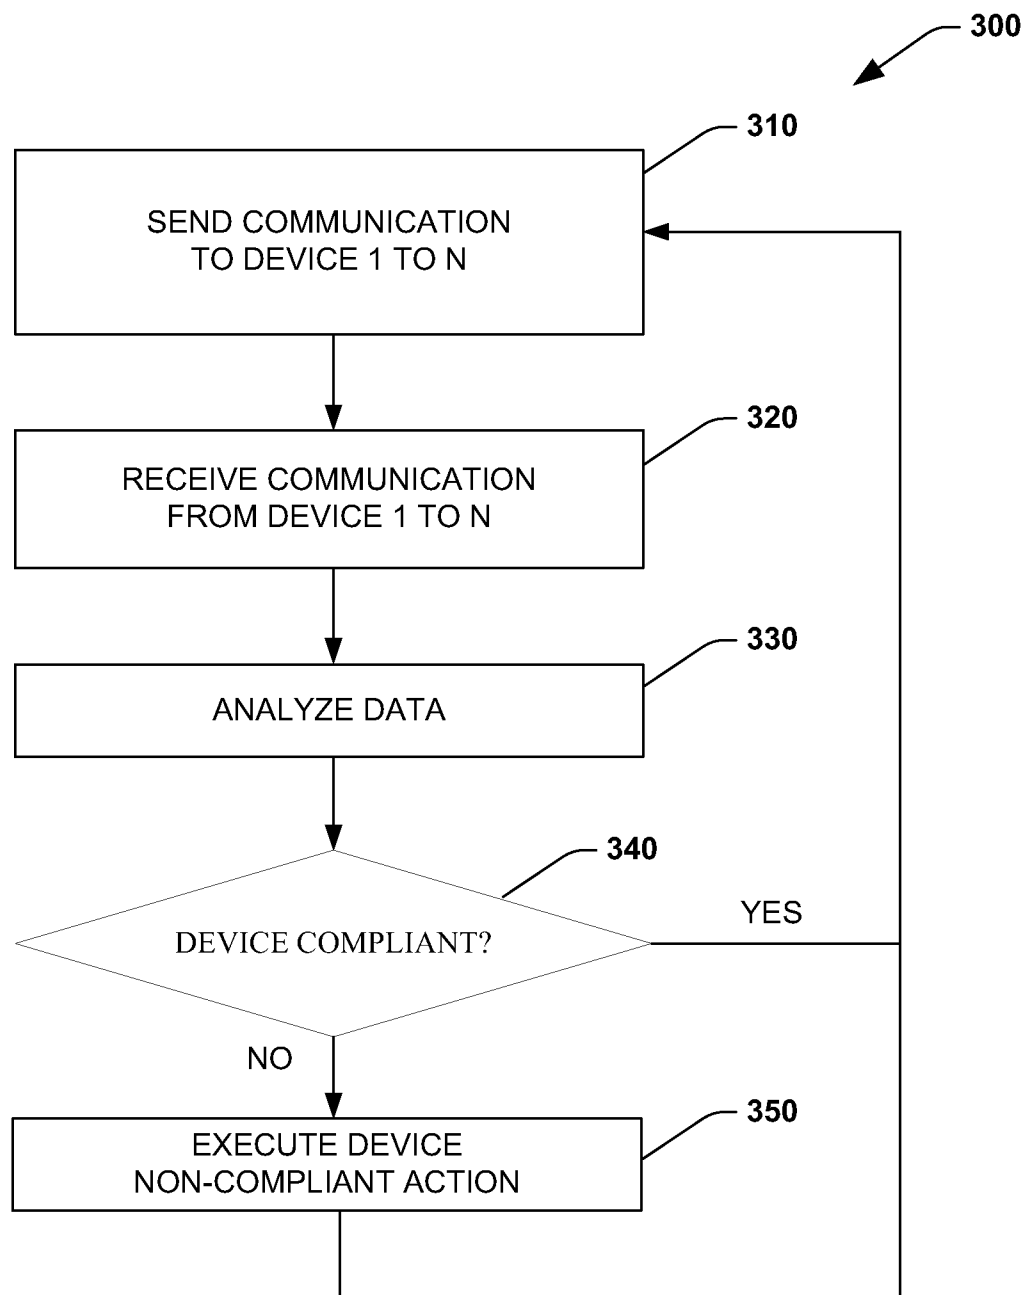 300
310
SEND COMMUNICATION
TO DEVICE 1 TO N
320
RECEIVE COMMUNICATION
FROM DEVICE 1 TO N
330
ANALYZE DATA
340
DEVICE COMPLIANT?
YES
NO
350
EXECUTE DEVICE
NON-COMPLIANT ACTION